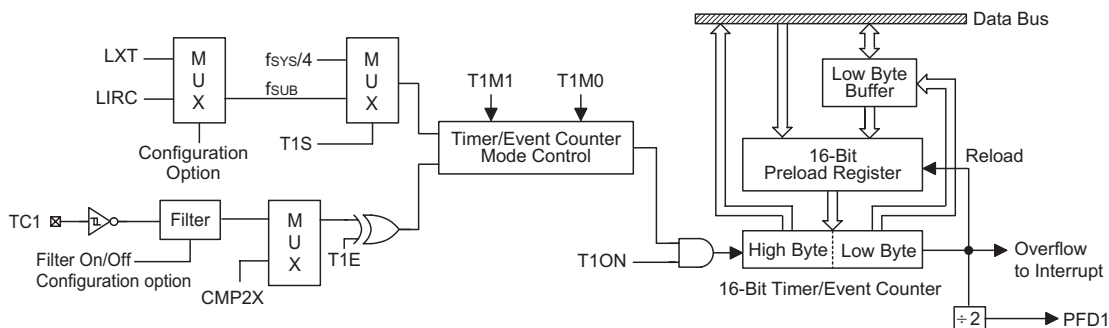 Data Bus
LXT
LIRC
M
U
X
fSYS/4
fSUB
M
U
X
Configuration
Option
T1S
T1M1
T1M0
Timer/Event Counter
Mode Control
Low Byte
Buffer
16-Bit
Preload Register
Reload
TC1
Filter
Filter On/Off
Configuration option
M
U
X
CMP2X
T1E
T1ON
High Byte
Low Byte
16-Bit Timer/Event Counter
Overflow
to Interrupt
÷2
PFD1